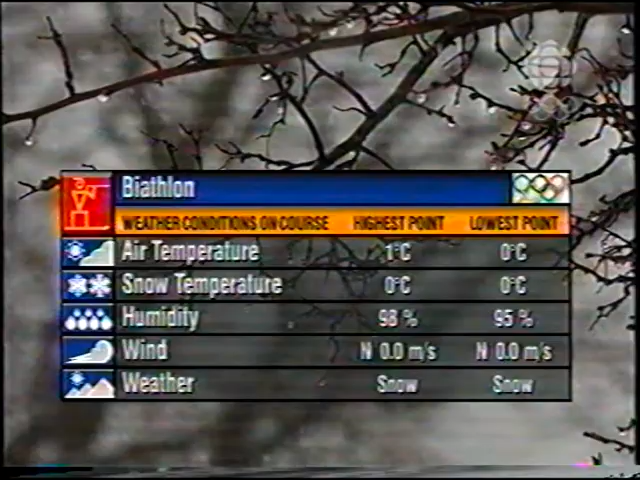 Biathlon
WEATHER CONDITIONS ON COURSE HIGHEST POINT LOWEST POINT
Air Temperature 1°C 0°C
Snow Temperature 0°C 0°C
Humidity 98 % 95 %
Wind N 0.0 m/s N 0.0 m/s
Weather Snow Snow